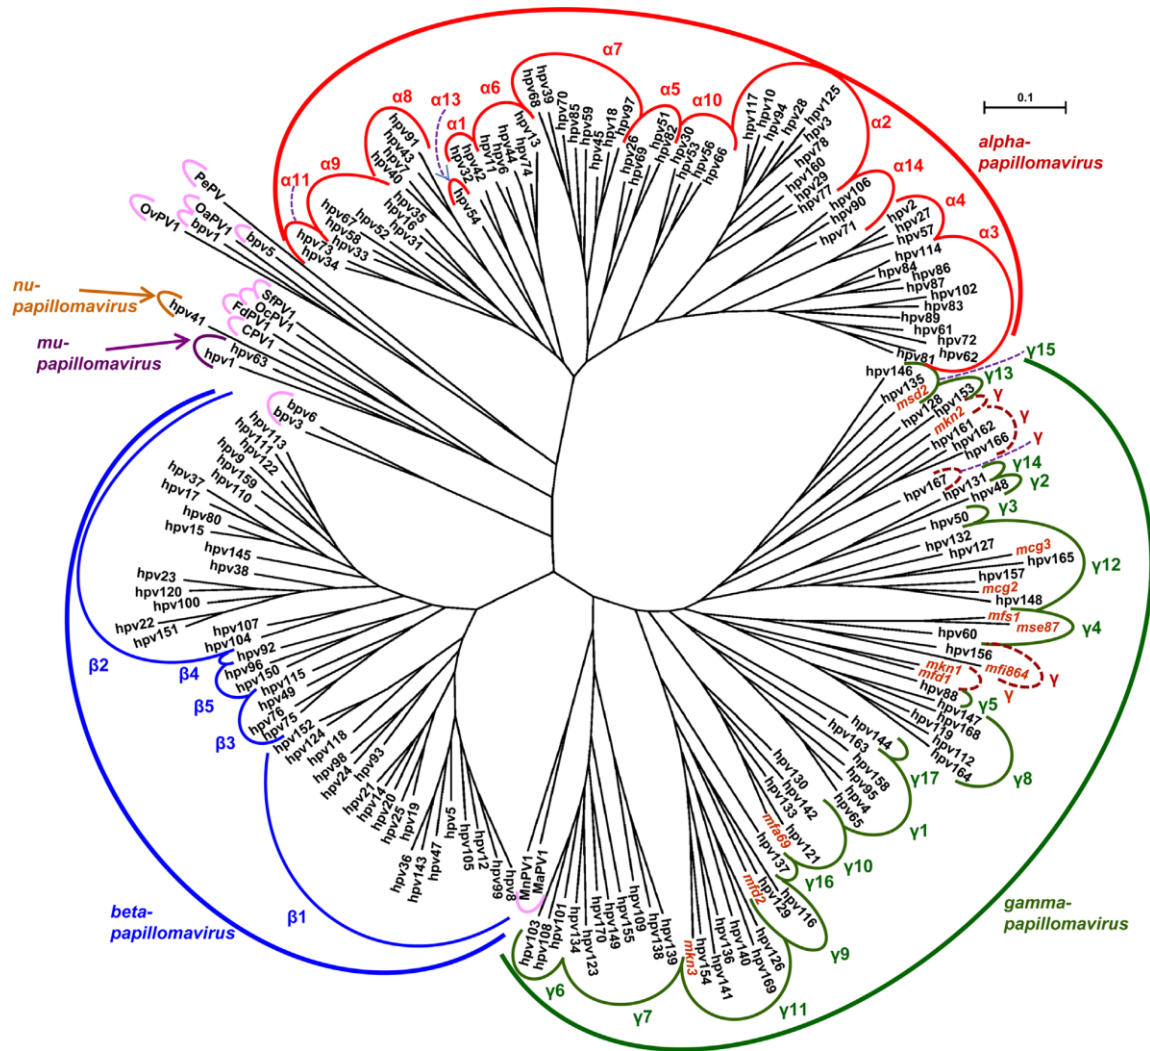 α7
α6
α5
α8
α13
α10
α1
α2
α9
α11
α14
α4
α3
0.1
alpha-
papillomavirus
hpv73
hpv34
hpv67
hpv58
hpv33
hpv52
hpv35
hpv16
hpv31
hpv91
hpv43
hpv7
hpv40
hpv32
hpv42
hpv54
hpv6
hpv44
hpv13
hpv74
hpv68
hpv39
hpv70
hpv85
hpv59
hpv45
hpv18
hpv97
hpv26
hpv69
hpv51
hpv82
hpv30
hpv53
hpv56
hpv66
hpv117
hpv10
hpv94
hpv28
hpv125
hpv3
hpv78
hpv160
hpv29
hpv77
hpv106
hpv90
hpv71
hpv2
hpv27
hpv57
hpv114
hpv84
hpv86
hpv87
hpv102
hpv83
hpv89
hpv61
hpv72
hpv62
hpv81
PePV
OvPV1
OaPV1
bpv1
bpv5
SfPV1
OcPV1
FdPV1
CPV1
nu-
papillomavirus
hpv41
mu-
papillomavirus
hpv63
hpv1
γ15
hpv146
hpv135
msd2
γ13
hpv128
hpv153
mkn2
γ
hpv161
hpv162
hpv166
γ
hpv167
hpv131
γ14
hpv48
γ2
γ3
hpv50
hpv132
hpv127
mcg3
hpv165
hpv157
mcg2
hpv148
γ12
mfs1
mse87
hpv60
γ4
hpv156
mkn1
mfi864
γ
mfd1
γ
hpv88
γ5
hpv147
hpv168
hpv119
hpv112
hpv164
γ8
hpv144
hpv163
γ17
hpv158
hpv95
hpv4
hpv65
γ1
hpv130
hpv142
hpv133
mfa69
hpv121
γ10
hpv137
γ16
mfd2
hpv129
hpv116
γ9
hpv126
hpv169
hpv140
hpv136
hpv141
hpv154
mkn3
γ11
hpv139
hpv138
hpv109
hpv155
hpv149
hpv170
hpv123
hpv134
γ7
hpv101
hpv108
hpv103
γ6
gamma-
papillomavirus
bpv6
bpv3
hpv113
hpv111
hpv122
hpv9
hpv159
hpv110
hpv37
hpv17
hpv80
hpv15
hpv145
hpv38
hpv23
hpv120
hpv100
hpv22
hpv151
β2
hpv107
hpv104
hpv92
β4
hpv96
hpv150
β5
hpv115
hpv49
hpv76
hpv75
β3
hpv152
hpv124
hpv118
hpv98
hpv24
hpv93
hpv21
hpv14
hpv20
hpv25
hpv19
hpv36
hpv143
hpv47
hpv5
hpv105
hpv12
hpv99
hpv8
β1
MnPV1
MaPV1
beta-
papillomavirus